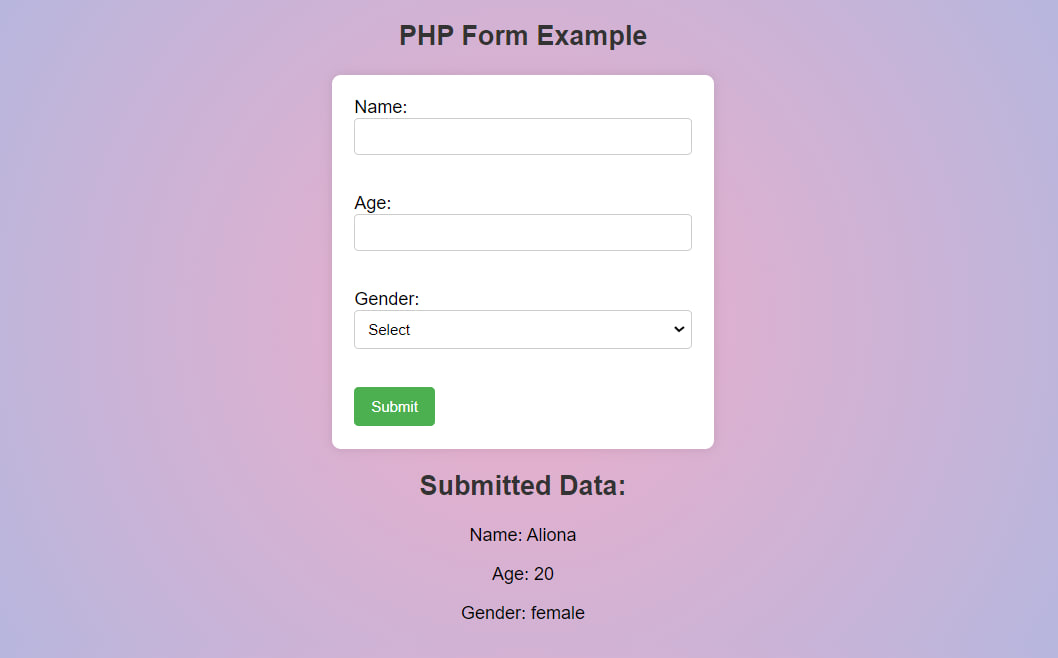 PHP Form Example
Name:
Age:
Gender:
Select
Submit
Submitted Data:
Name: Aliona
Age: 20
Gender: female